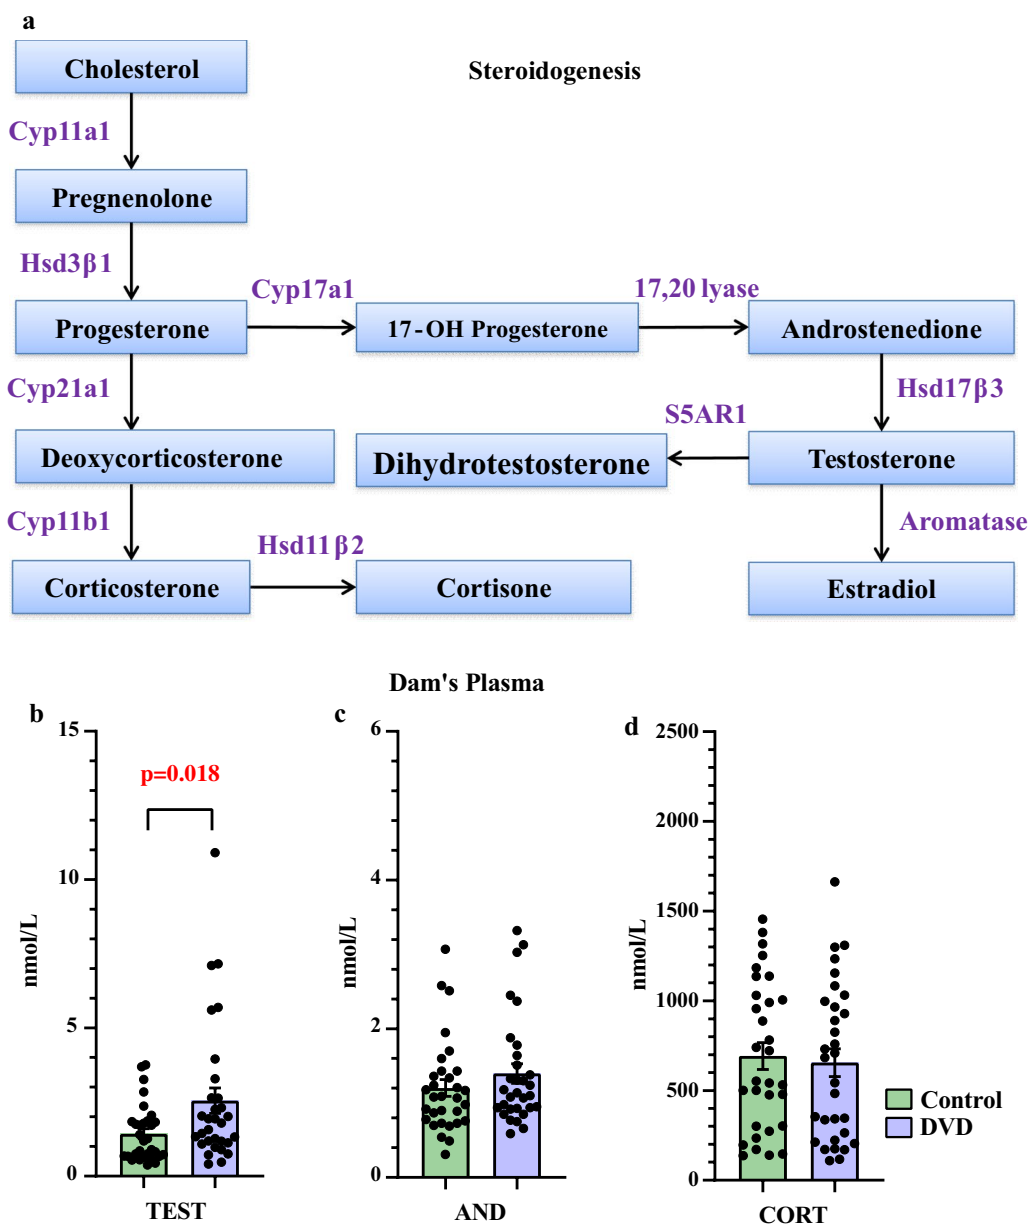 a
Cholesterol
Steroidogenesis
Cyp11a1
Pregnenolone
Hsd3β1
Cyp17a1
17,20 lyase
Progesterone
17-OH Progesterone
Androstenedione
Cyp21a1
S5AR1
Hsd17β3
Deoxycorticosterone
Dihydrotestosterone
Testosterone
Cyp11b1
Hsd11β2
Aromatase
Corticosterone
Cortisone
Estradiol
Dam's Plasma
b
15
p=0.018
10
5
0
nmol/L
TEST
c
6
4
2
0
nmol/L
AND
d
2500
2000
1500
1000
500
0
nmol/L
CORT
Control
DVD